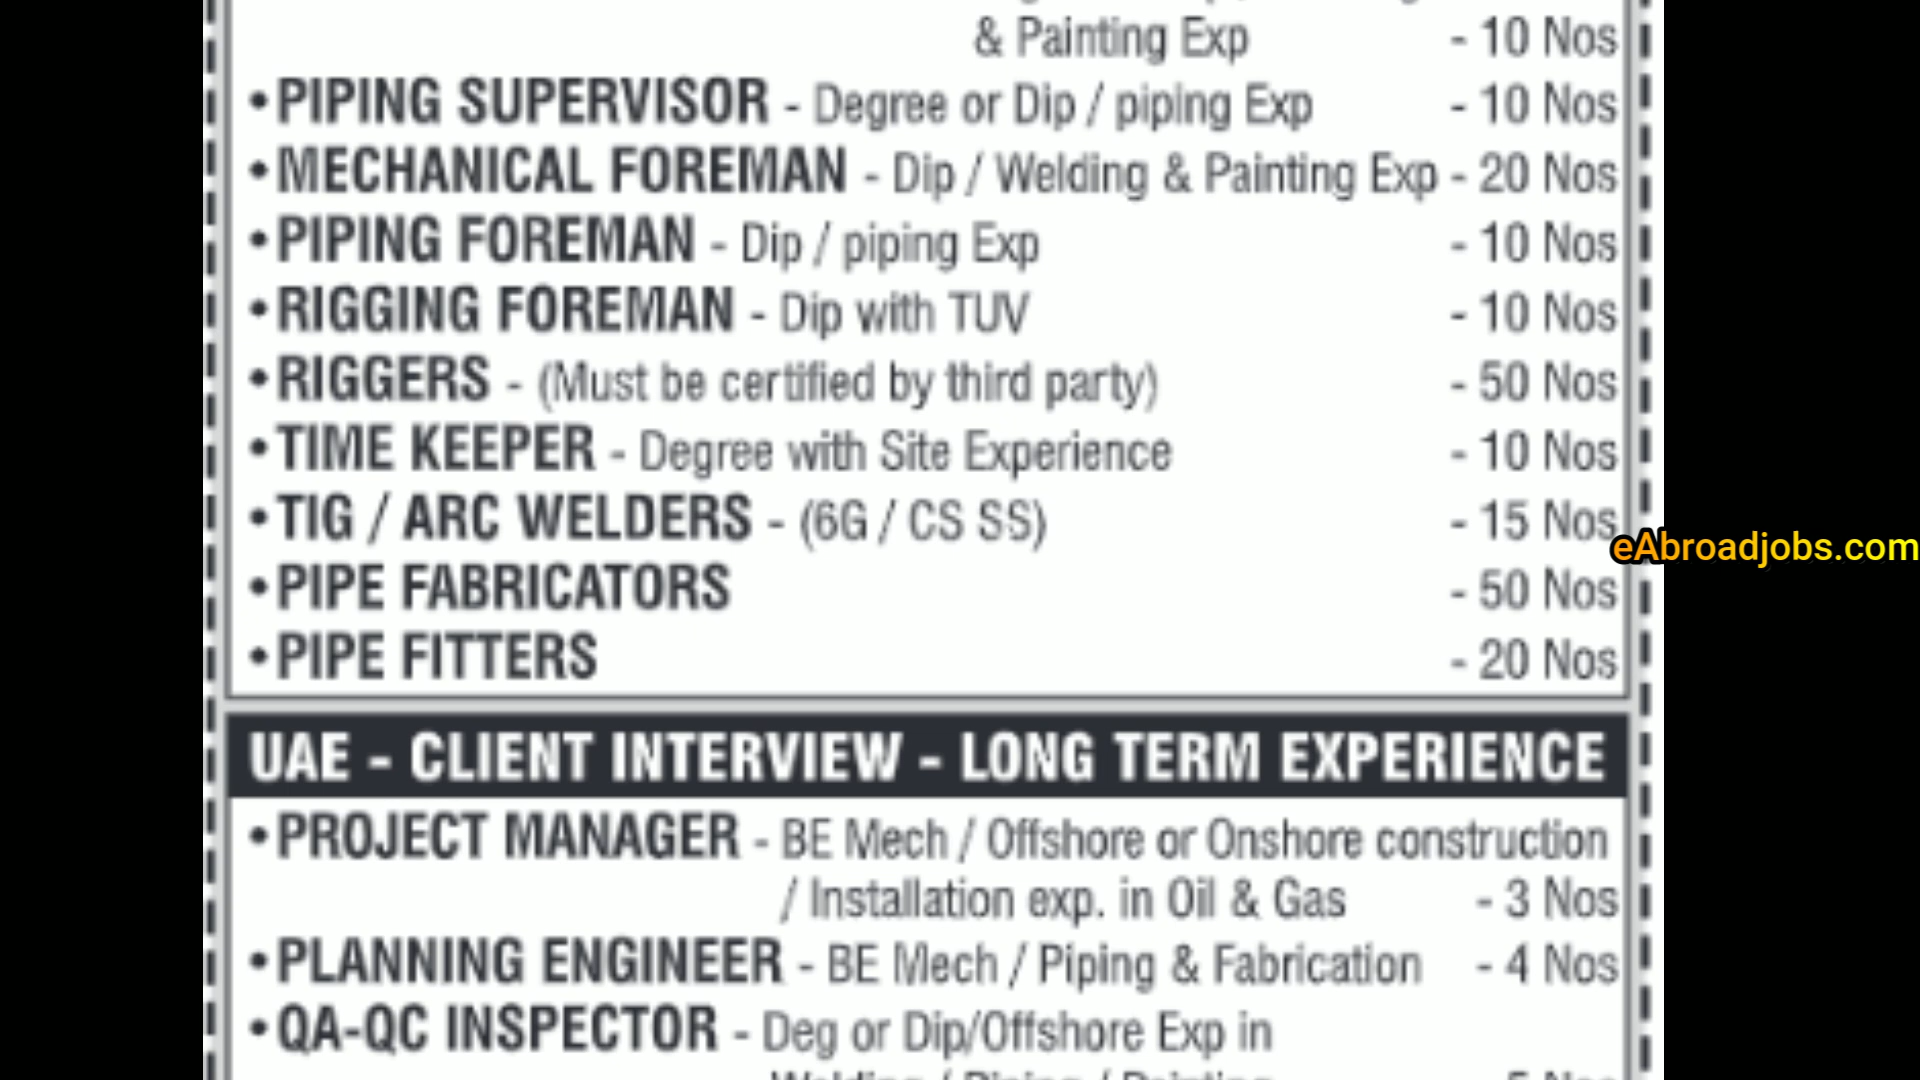 & Painting Exp - 10 Nos
• PIPING SUPERVISOR - Degree or Dip / piping Exp - 10 Nos
• MECHANICAL FOREMAN - Dip / Welding & Painting Exp - 20 Nos
• PIPING FOREMAN - Dip / piping Exp - 10 Nos
• RIGGING FOREMAN - Dip with TUV - 10 Nos
• RIGGERS - (Must be certified by third party) - 50 Nos
• TIME KEEPER - Degree with Site Experience - 10 Nos
• TIG / ARC WELDERS - (6G / CS SS) - 15 Nos
eAbroadjobs.com
• PIPE FABRICATORS - 50 Nos
• PIPE FITTERS - 20 Nos
UAE - CLIENT INTERVIEW - LONG TERM EXPERIENCE
• PROJECT MANAGER - BE Mech / Offshore or Onshore construction
/ Installation exp. in Oil & Gas - 3 Nos
• PLANNING ENGINEER - BE Mech / Piping & Fabrication - 4 Nos
• QA-QC INSPECTOR - Deg or Dip/Offshore Exp in
Welding / Piping / Painting - 5 Nos